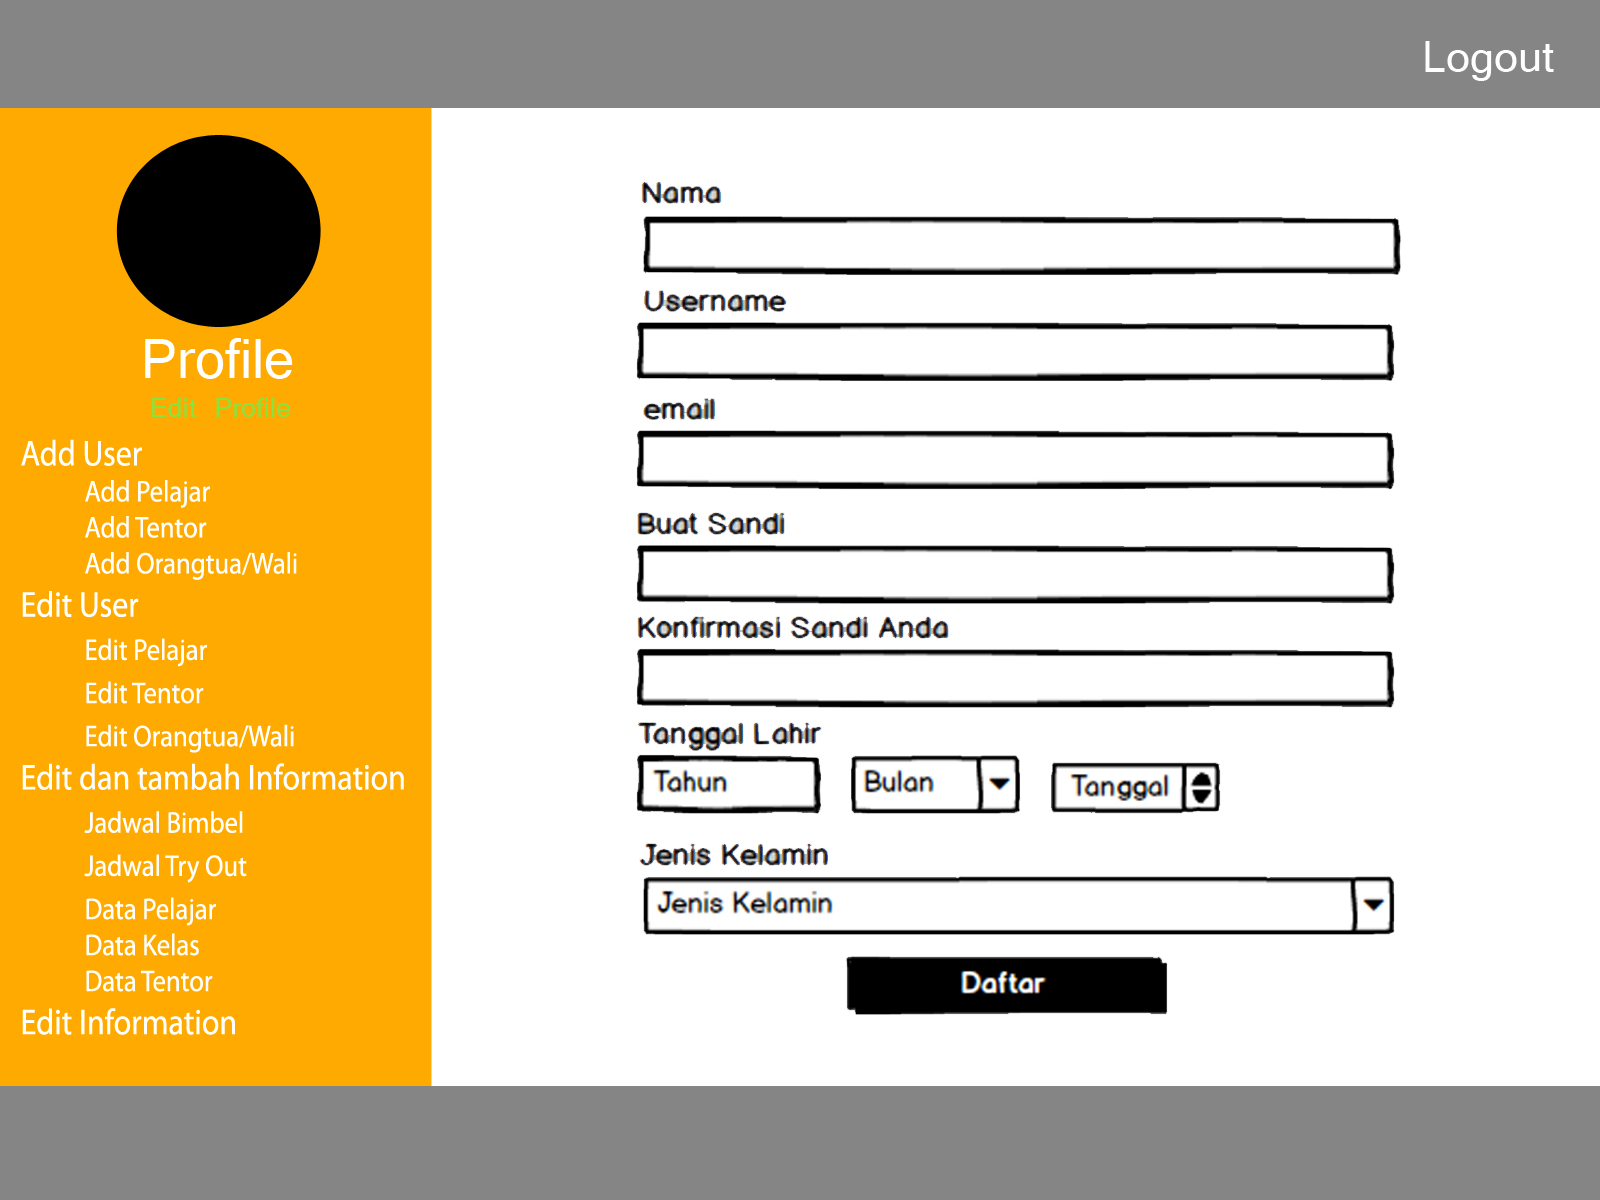 Logout
Profile
Edit Profile
Add User
Add Pelajar
Add Tentor
Add Orangtua/Wali
Edit User
Edit Pelajar
Edit Tentor
Edit Orangtua/Wali
Edit dan tambah Information
Jadwal Bimbel
Jadwal Try Out
Data Pelajar
Data Kelas
Data Tentor
Edit Information
Nama
Username
email
Buat Sandi
Konfirmasi Sandi Anda
Tanggal Lahir
Tahun Bulan Tanggal
Jenis Kelamin
Jenis Kelamin
Daftar